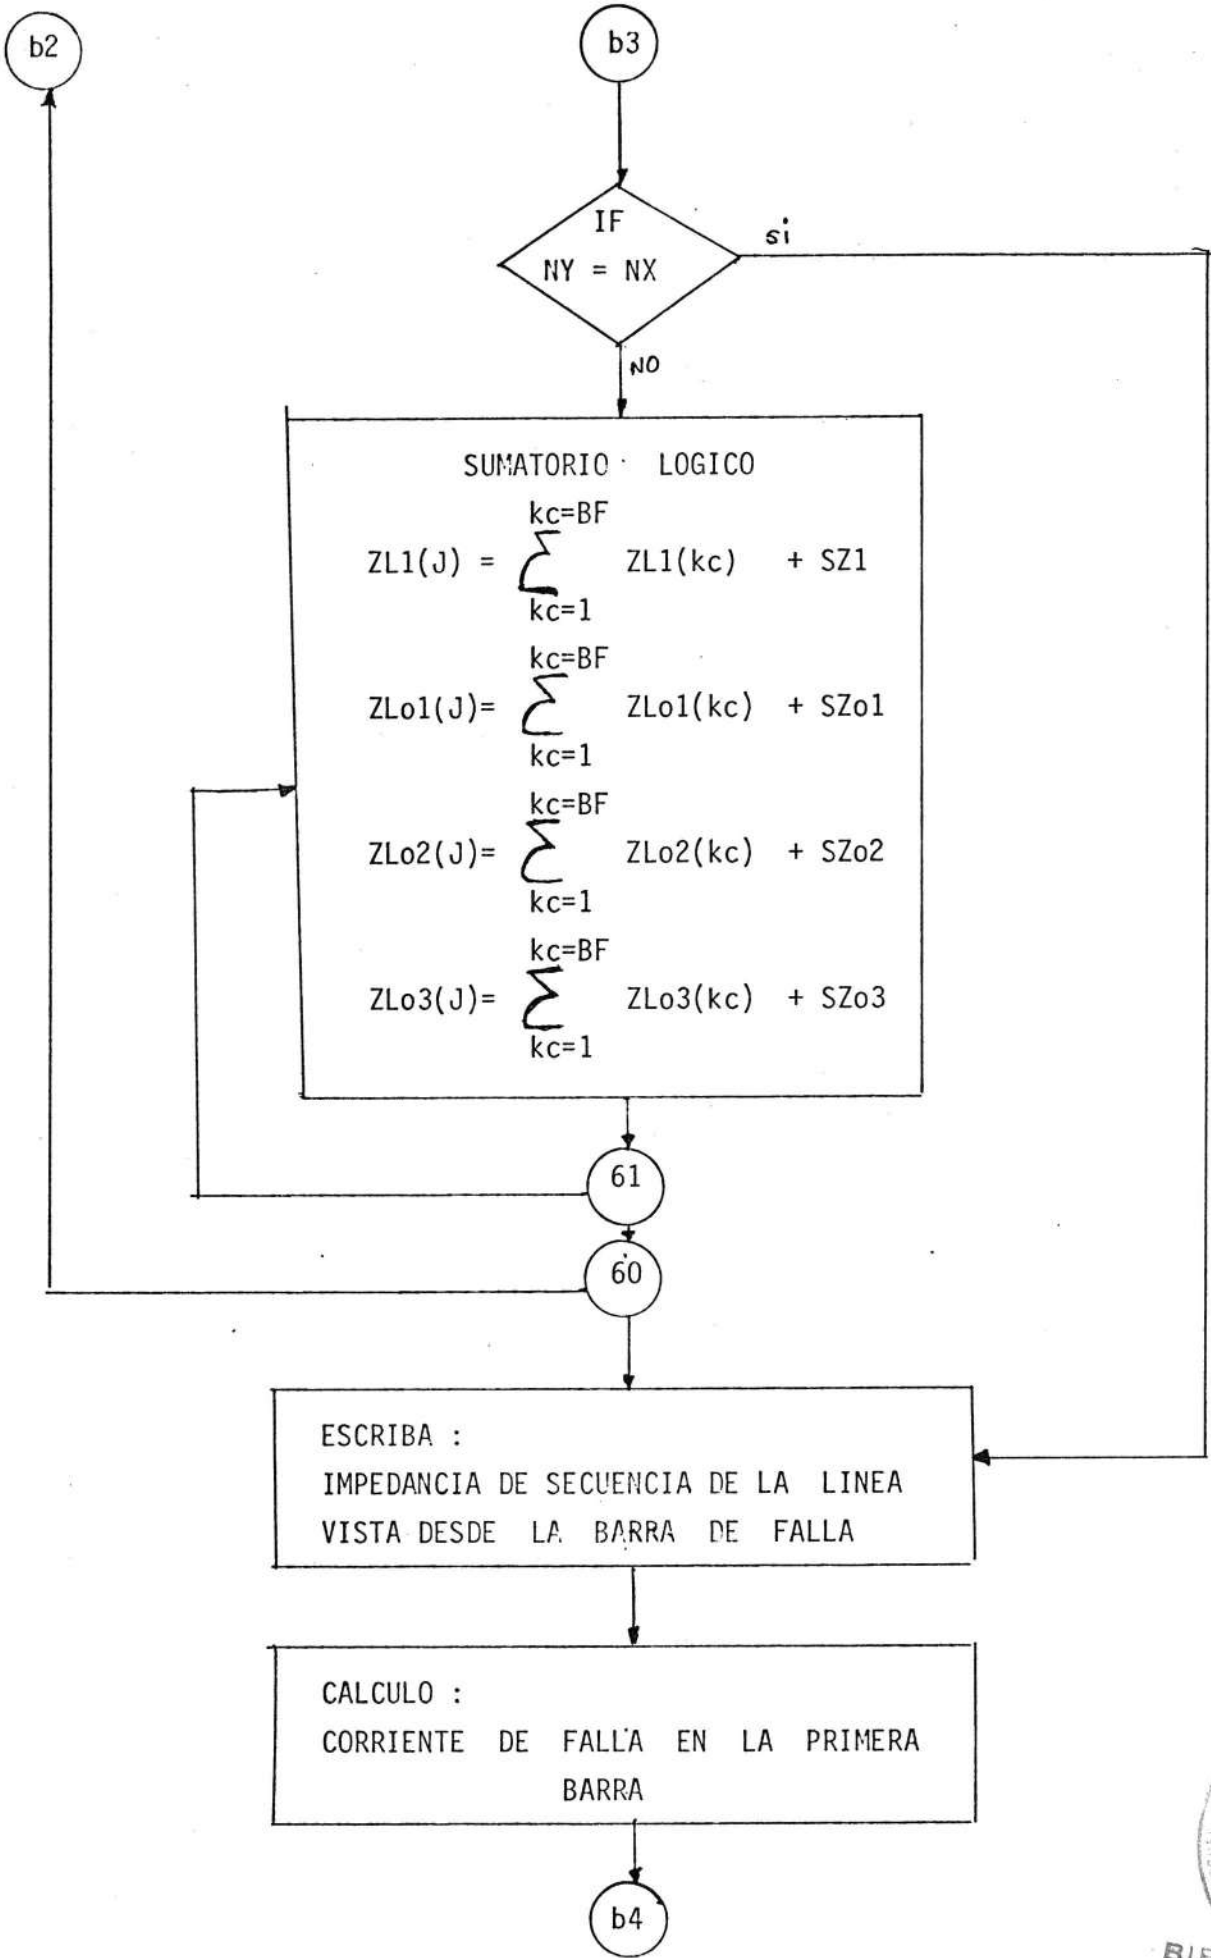 b2
b3
IF
NY = NX
si
NO
SUMATORIO LOGICO
kc=BF
ZL1(J) = Σ ZL1(kc) + SZ1
kc=1
kc=BF
ZLo1(J)= Σ ZLo1(kc) + SZo1
kc=1
kc=BF
ZLo2(J)= Σ ZLo2(kc) + SZo2
kc=1
kc=BF
ZLo3(J)= Σ ZLo3(kc) + SZo3
kc=1
61
60
ESCRIBA :
IMPEDANCIA DE SECUENCIA DE LA LINEA
VISTA DESDE LA BARRA DE FALLA
CALCULO :
CORRIENTE DE FALLA EN LA PRIMERA
BARRA
b4